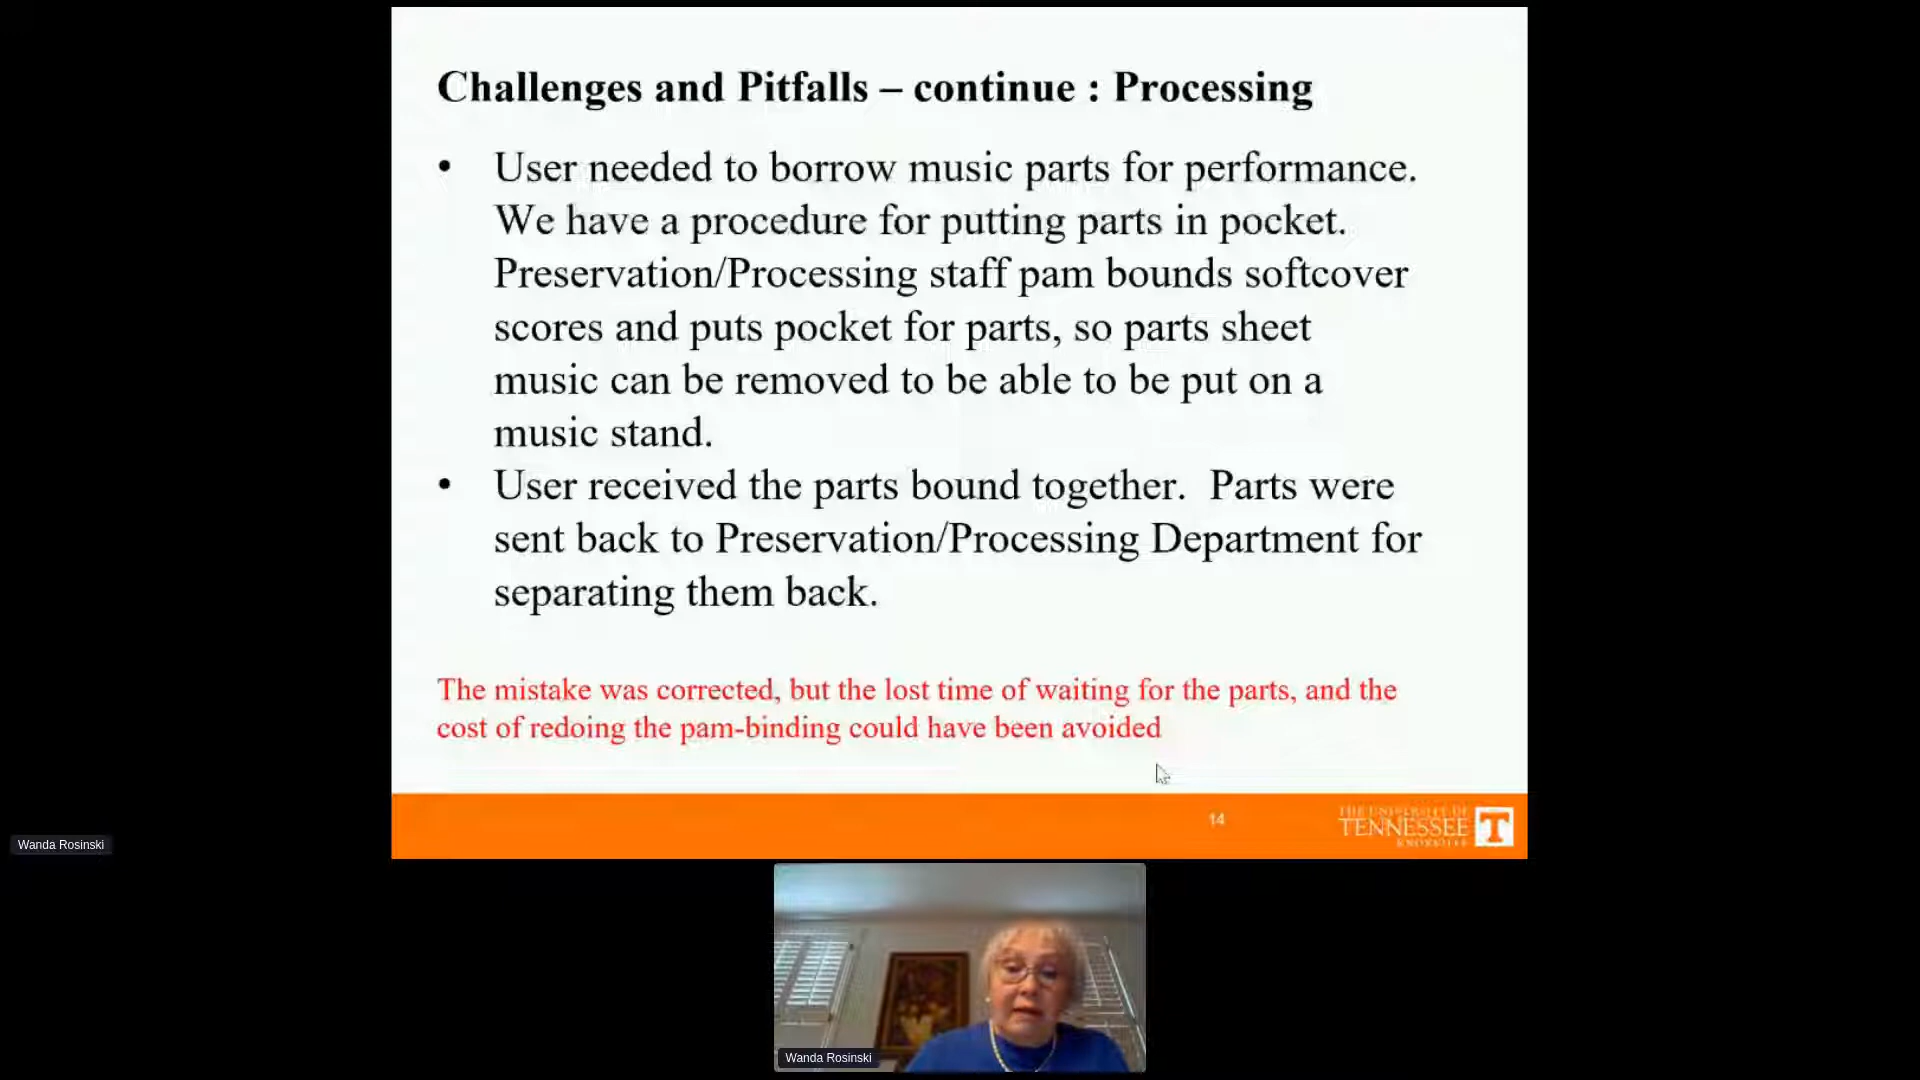 Challenges and Pitfalls – continue : Processing
• User needed to borrow music parts for performance.
We have a procedure for putting parts in pocket.
Preservation/Processing staff pam bounds softcover
scores and puts pocket for parts, so parts sheet
music can be removed to be able to be put on a
music stand.
• User received the parts bound together.  Parts were
sent back to Preservation/Processing Department for
separating them back.
The mistake was corrected, but the lost time of waiting for the parts, and the
cost of redoing the pam-binding could have been avoided
14
THE UNIVERSITY OF
TENNESSEE
KNOXVILLE
T
Wanda Rosinski
Wanda Rosinski